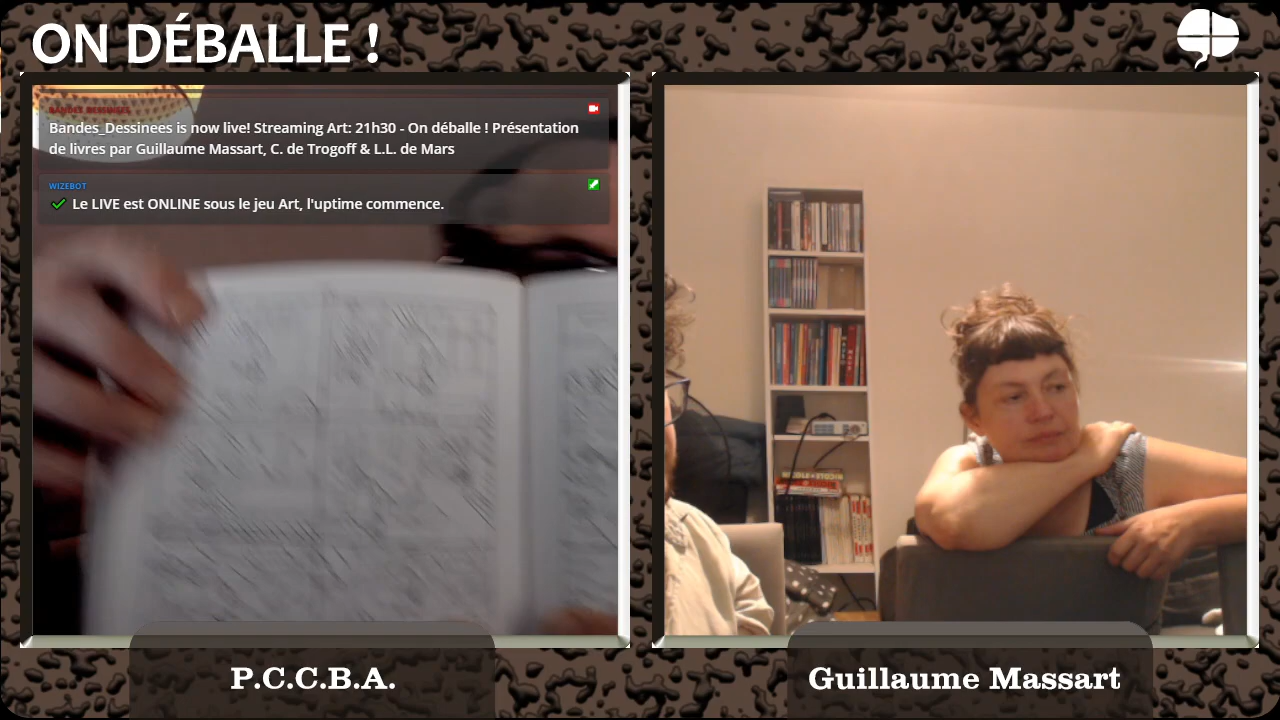 ON DÉBALLE !
BANDES_DESSINEES
Bandes_Dessinees is now live! Streaming Art: 21h30 - On déballe ! Présentation
de livres par Guillaume Massart, C. de Trogoff & L.L. de Mars
WIZEBOT
Le LIVE est ONLINE sous le jeu Art, l'uptime commence.
P.C.C.B.A.
Guillaume Massart